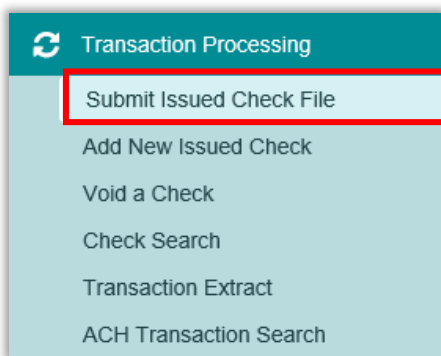 Transaction Processing
Submit Issued Check File
Add New Issued Check
Void a Check
Check Search
Transaction Extract
ACH Transaction Search